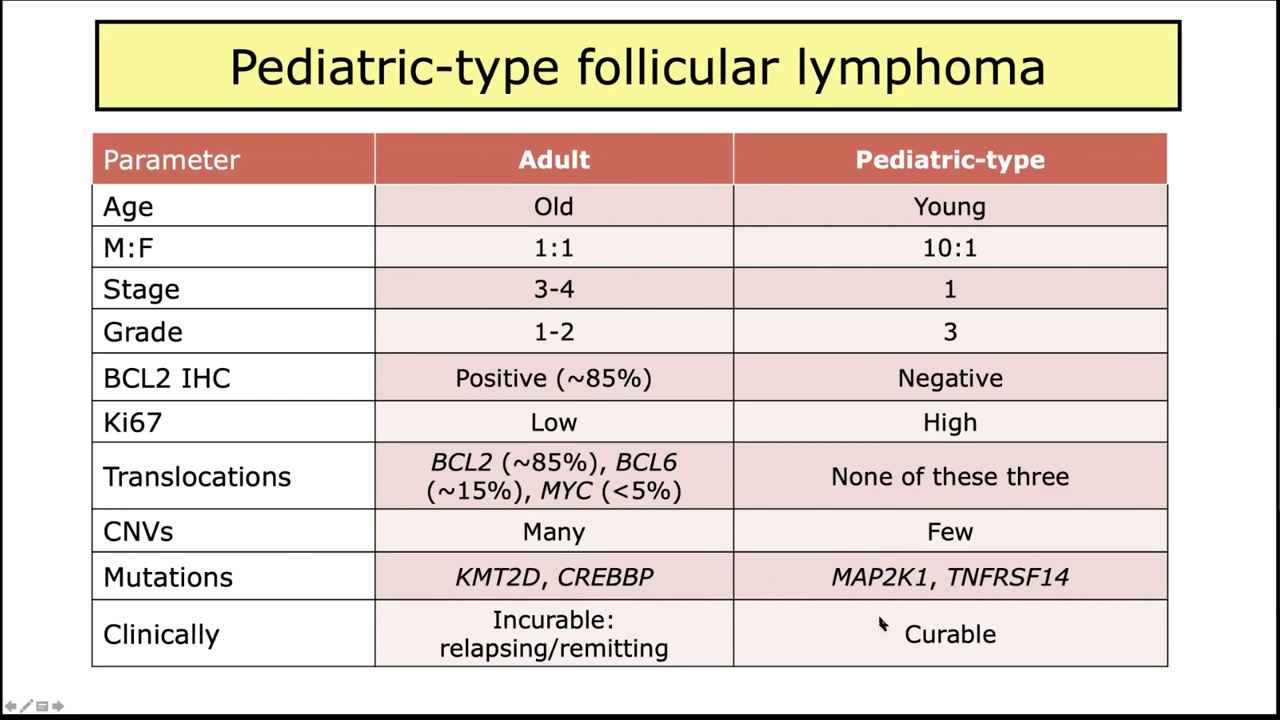 Pediatric-type follicular lymphoma
Parameter Adult Pediatric-type
Age Old Young
M:F 1:1 10:1
Stage 3-4 1
Grade 1-2 3
BCL2 IHC Positive (~85%) Negative
Ki67 Low High
Translocations BCL2 (~85%), BCL6 (~15%), MYC (<5%) None of these three
CNVs Many Few
Mutations KMT2D, CREBBP MAP2K1, TNFRSF14
Clinically Incurable: relapsing/remitting Curable